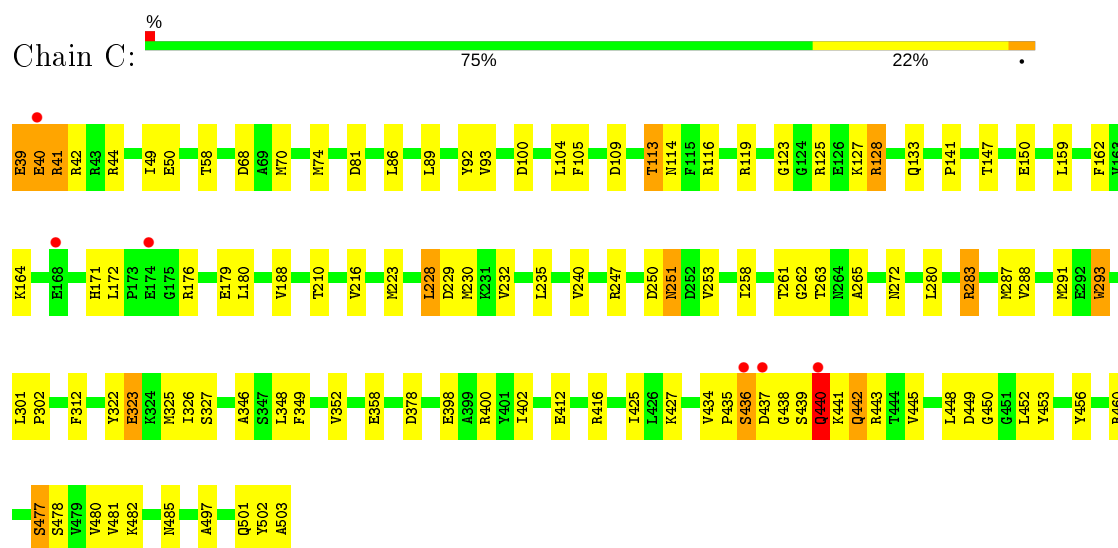 %
Chain C:
75% 22% •
E39 E40 R41 R42 R43 R44 I49 E50 T58 D68 A69 M70 M74 D81 L86 L89 Y92 V93 D100 L104 F105 D109 T113 N114 F115 R116 R119 G123 G124 R125 E126 K127 R128 Q133 P141 T147 E150 L159 F162 V163
K164 E168 H171 L172 P173 E174 G175 R176 E179 L180 V188 T210 V216 M223 L228 D229 M230 K231 V232 L235 V240 R247 D250 N251 D252 V253 I258 T261 G262 T263 N264 A265 N272 L280 R283 M287 V288 M291 E292 W293
L301 P302 F312 Y322 E323 K324 M325 I326 S327 A346 S347 L348 F349 V352 E358 D378 E398 A399 R400 Y401 I402 E412 R416 I425 L426 K427 V434 P435 S436 D437 G438 S439 Q440 K441 Q442 R443 T444 V445 L448 D449 G450 G451 L452 Y453 Y456
S477 S478 V479 V480 V481 K482 N485 A497 Q501 Y502 A503